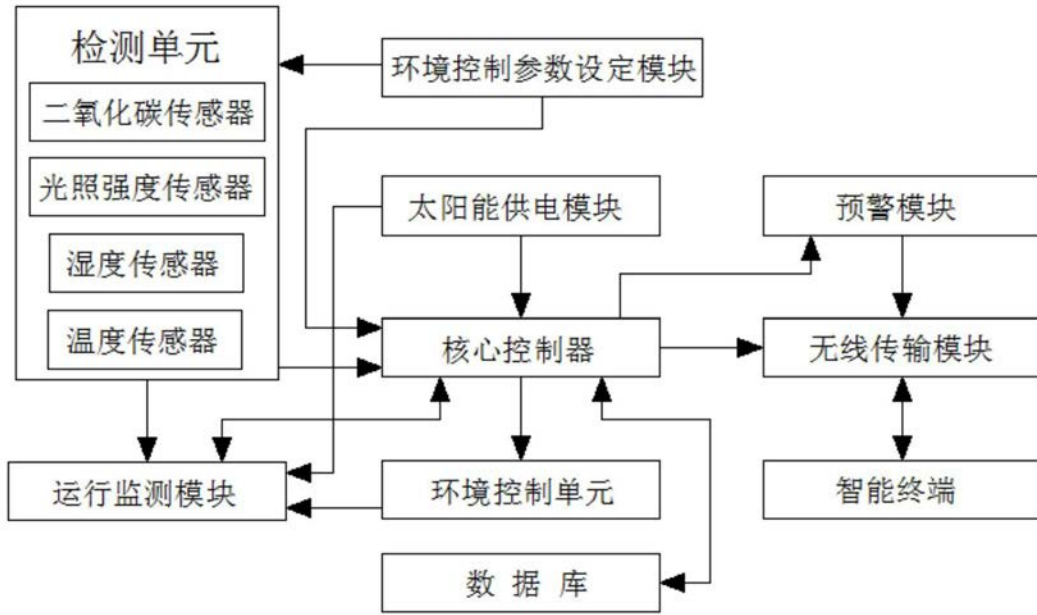 检测单元
二氧化碳传感器
光照强度传感器
湿度传感器
温度传感器
环境控制参数设定模块
太阳能供电模块
预警模块
核心控制器
无线传输模块
运行监测模块
环境控制单元
智能终端
数据库